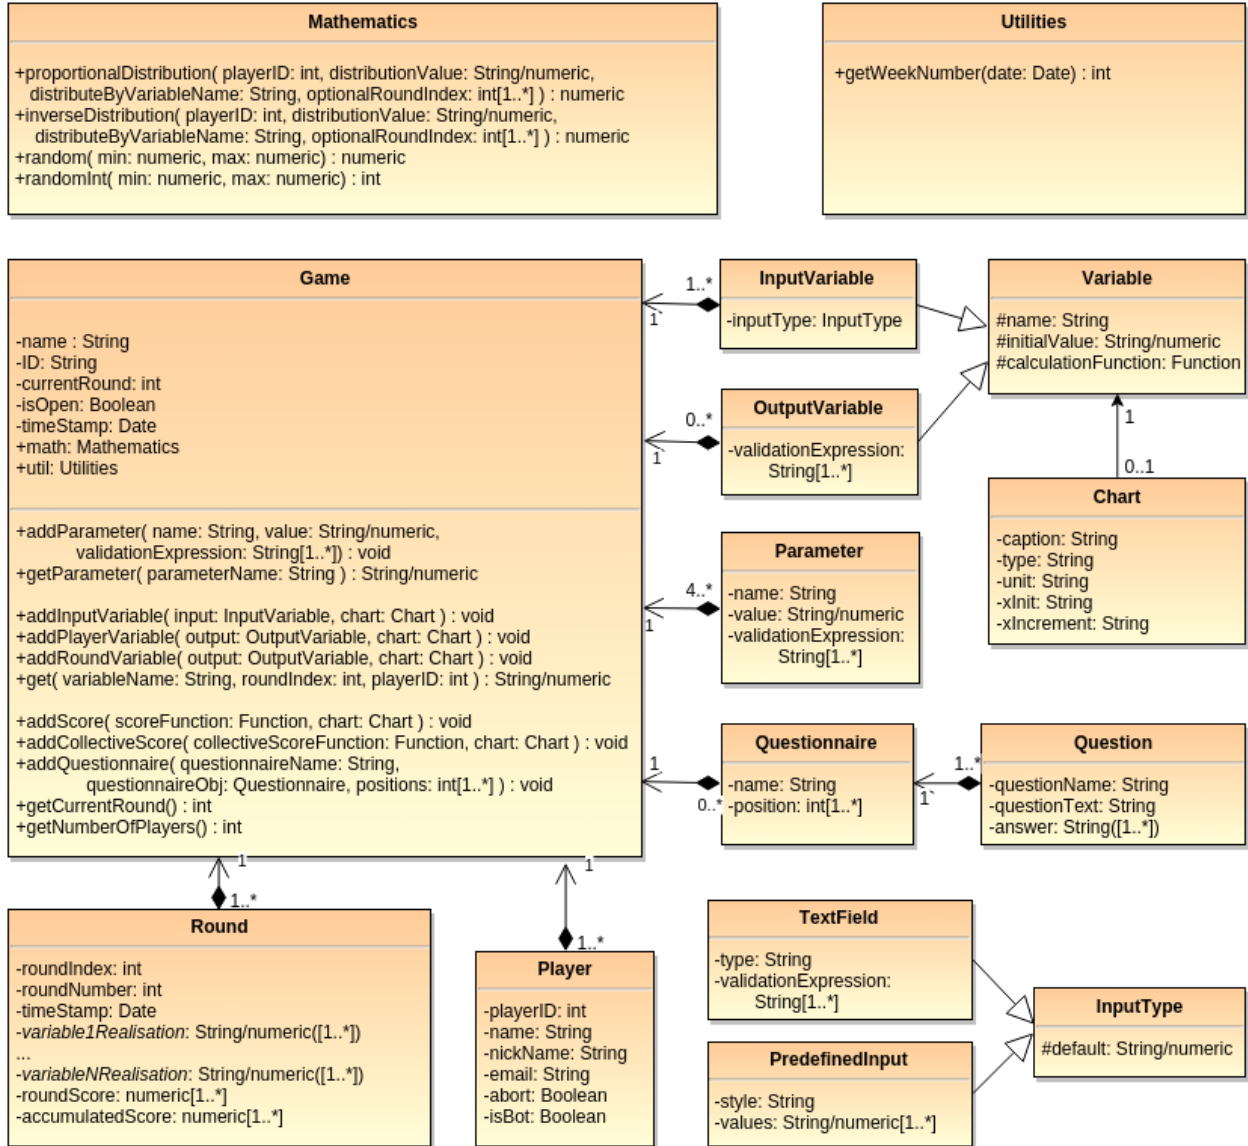 Mathematics
+proportionalDistribution( playerID: int, distributionValue: String/numeric,
distributeByVariableName: String, optionalRoundIndex: int[1..*] ) : numeric
+inverseDistribution( playerID: int, distributionValue: String/numeric,
distributeByVariableName: String, optionalRoundIndex: int[1..*] ) : numeric
+random( min: numeric, max: numeric) : numeric
+randomInt( min: numeric, max: numeric) : int
Utilities
+getWeekNumber(date: Date) : int
Game
-name : String
-ID: String
-currentRound: int
-isOpen: Boolean
-timeStamp: Date
+math: Mathematics
+util: Utilities
+addParameter( name: String, value: String/numeric,
validationExpression: String[1..*]) : void
+getParameter( parameterName: String ) : String/numeric
+addInputVariable( input: InputVariable, chart: Chart ) : void
+addPlayerVariable( output: OutputVariable, chart: Chart ) : void
+addRoundVariable( output: OutputVariable, chart: Chart ) : void
+get( variableName: String, roundIndex: int, playerID: int ) : String/numeric
+addScore( scoreFunction: Function, chart: Chart ) : void
+addCollectiveScore( collectiveScoreFunction: Function, chart: Chart ) : void
+addQuestionnaire( questionnaireName: String,
questionnaireObj: Questionnaire, positions: int[1..*] ) : void
+getCurrentRound() : int
+getNumberOfPlayers() : int
1..*
1`
InputVariable
-inputType: InputType
Variable
#name: String
#initialValue: String/numeric
#calculationFunction: Function
0..*
1
OutputVariable
-validationExpression:
String[1..*]
1
0..1
Chart
-caption: String
-type: String
-unit: String
-xInit: String
-xIncrement: String
4..*
1
Parameter
-name: String
-value: String/numeric
-validationExpression:
String[1..*]
1
0..*
Questionnaire
-name: String
-position: int[1..*]
1..*
1`
Question
-questionName: String
-questionText: String
-answer: String([1..*])
1
1..*
Round
-roundIndex: int
-roundNumber: int
-timeStamp: Date
-variable1Realisation: String/numeric([1..*])
...
-variableNRealisation: String/numeric([1..*])
-roundScore: numeric[1..*]
-accumulatedScore: numeric[1..*]
1
1..*
Player
-playerID: int
-name: String
-nickName: String
-email: String
-abort: Boolean
-isBot: Boolean
TextField
-type: String
-validationExpression:
String[1..*]
PredefinedInput
-style: String
-values: String/numeric[1..*]
InputType
#default: String/numeric